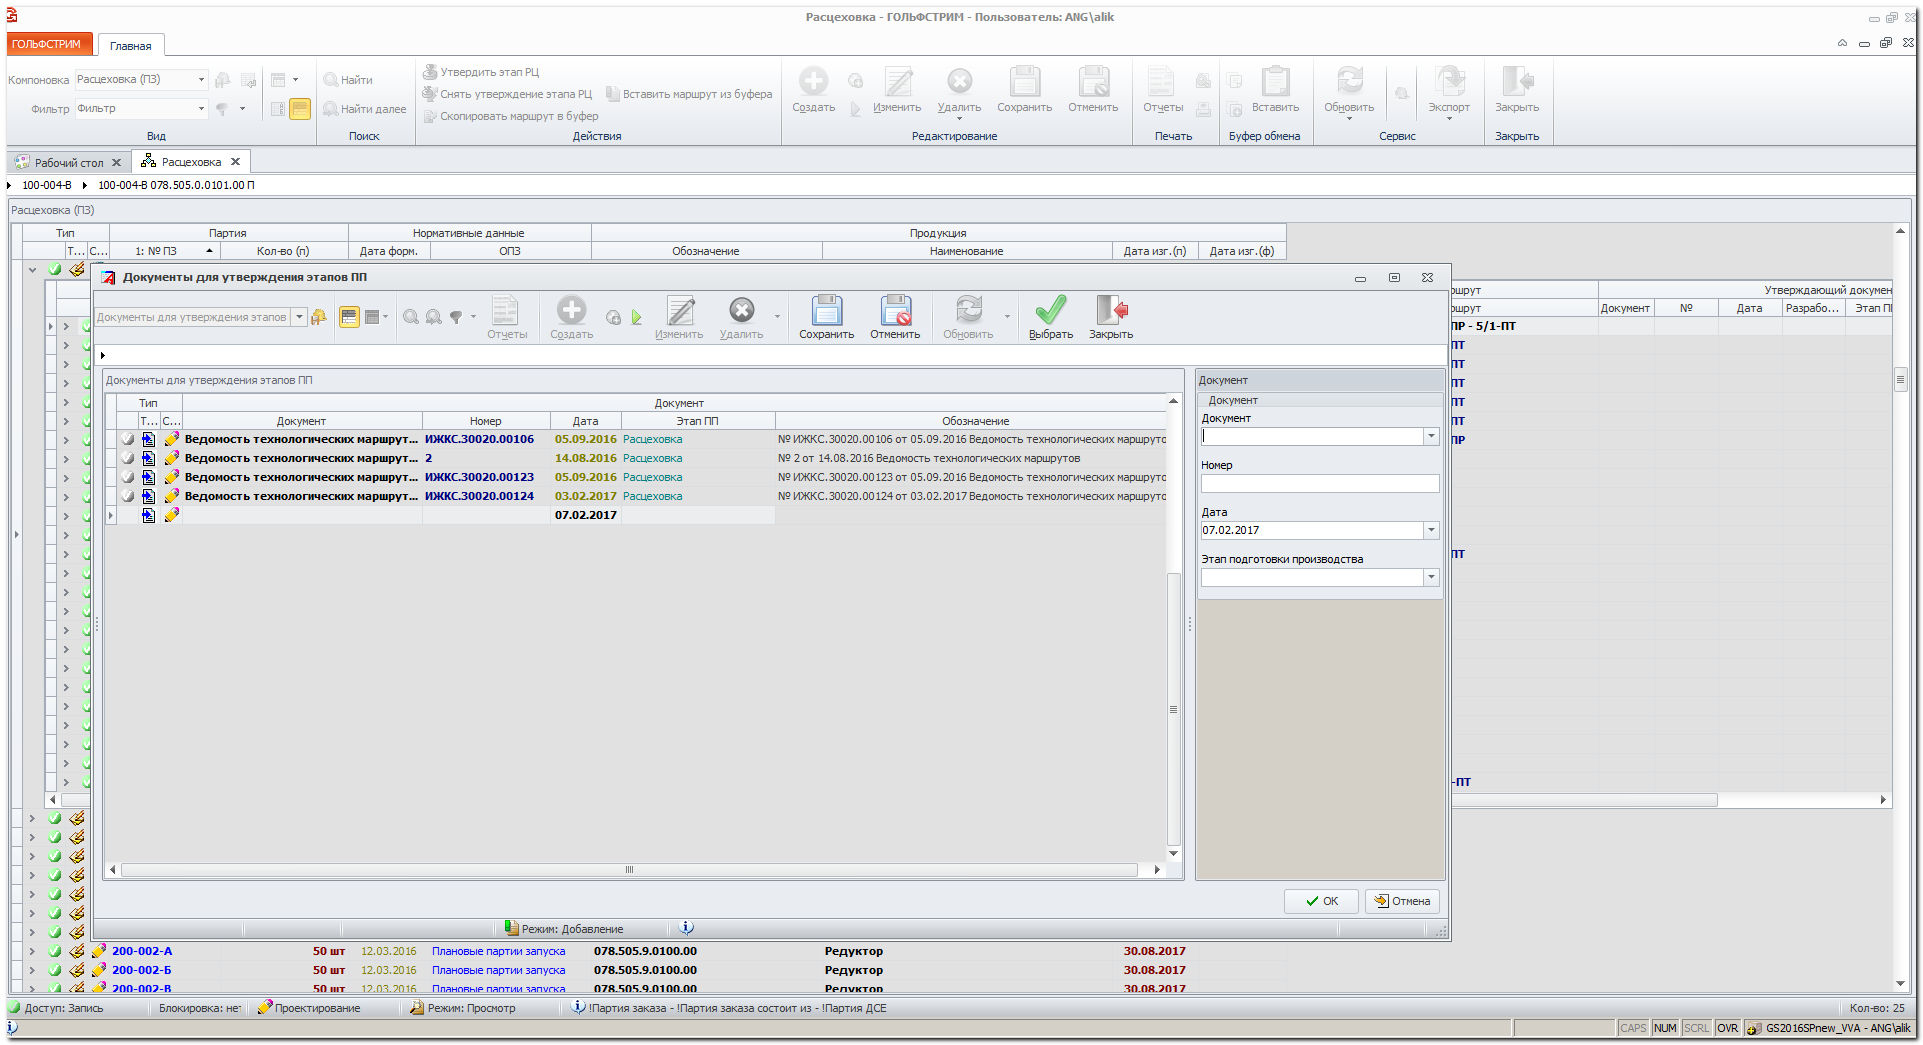 Расцеховка - ГОЛЬФСТРИМ - Пользователь: ANG\alik
ГОЛЬФСТРИМ Главная
Компоновка Расцеховка (ПЗ)
Фильтр Фильтр
Вид
Найти
Найти далее
Поиск
Утвердить этап РЦ
Снять утверждение этапа РЦ Вставить маршрут из буфера
Скопировать маршрут в буфер
Действия
Создать Изменить Удалить Сохранить Отменить
Редактирование
Отчеты
Печать
Вставить
Буфер обмена
Обновить Экспорт
Сервис
Закрыть
Закрыть
Рабочий стол Расцеховка
100-004-В 100-004-В 078.505.0.0101.00 П
Расцеховка (ПЗ)
Тип Партия Нормативные данные Продукция
Т... С... 1: № ПЗ Кол-во (п) Дата форм. ОПЗ Обозначение Наименование Дата изг.(п) Дата изг.(ф)
Документы для утверждения этапов ПП
Документы для утверждения этапов
Отчеты Создать Изменить Удалить Сохранить Отменить Обновить Выбрать Закрыть
Документы для утверждения этапов ПП
Тип Документ
Т... С... Документ Номер Дата Этап ПП Обозначение
Ведомость технологических маршрут... ИЖКС.30020.00106 05.09.2016 Расцеховка № ИЖКС.30020.00106 от 05.09.2016 Ведомость технологических маршруто
Ведомость технологических маршрут... 2 14.08.2016 Расцеховка № 2 от 14.08.2016 Ведомость технологических маршрутов
Ведомость технологических маршрут... ИЖКС.30020.00123 05.09.2016 Расцеховка № ИЖКС.30020.00123 от 05.09.2016 Ведомость технологических маршруто
Ведомость технологических маршрут... ИЖКС.30020.00124 03.02.2017 Расцеховка № ИЖКС.30020.00124 от 03.02.2017 Ведомость технологических маршруто
07.02.2017
Документ
Документ
Документ
Номер
Дата
07.02.2017
Этап подготовки производства
OK Отмена
Режим: Добавление
ршрут Утверждающий докумен
ршрут Документ № Дата Разрабо... Этап ПП
ПР - 5/1-ПТ
ПТ
ПТ
ПТ
ПТ
ПТ
ПР
ПТ
-ПТ
200-002-А 50 шт 12.03.2016 Плановые партии запуска 078.505.9.0100.00 Редуктор 30.08.2017
200-002-Б 50 шт 12.03.2016 Плановые партии запуска 078.505.9.0100.00 Редуктор 30.08.2017
200-002-В 50 шт 12.03.2016 Плановые партии запуска 078.505.9.0100.00 Редуктор 30.08.2017
Доступ: Запись Блокировка: нет Проектирование Режим: Просмотр !Партия заказа - !Партия заказа состоит из - !Партия ДСЕ Кол-во: 25
CAPS NUM SCRL OVR GS2016SPnew_VVA - ANG\alik